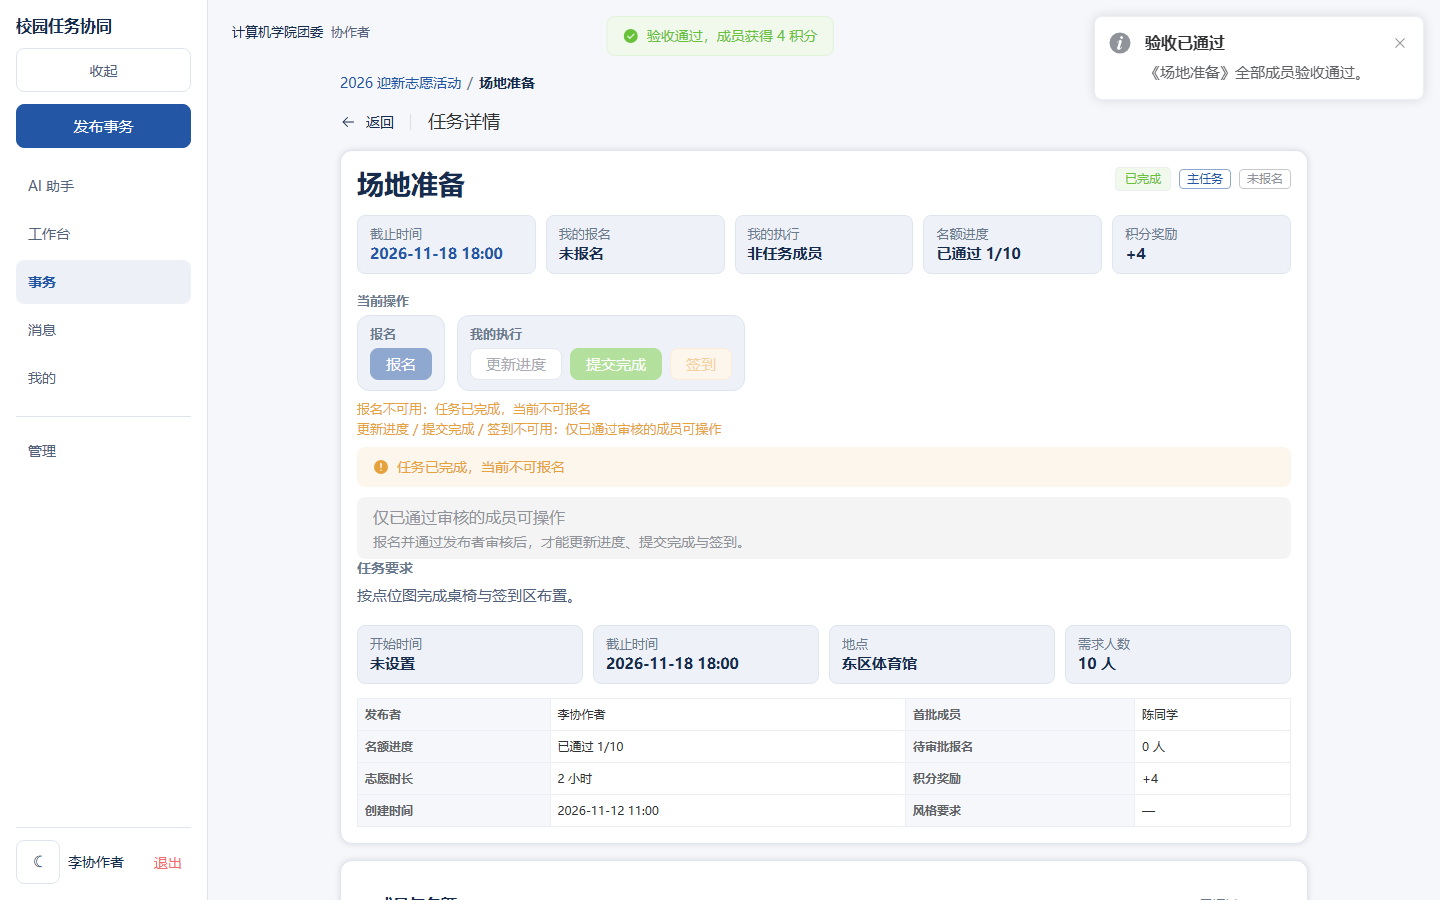 校园任务协同
收起
发布事务
AI 助手
工作台
事务
消息
我的
管理
李协作者
退出
计算机学院团委 协作者
验收通过，成员获得 4 积分
验收已通过
《场地准备》全部成员验收通过。
2026 迎新志愿活动 / 场地准备
返回
任务详情
场地准备
已完成
主任务
未报名
截止时间
2026-11-18 18:00
我的报名
未报名
我的执行
非任务成员
名额进度
已通过 1/10
积分奖励
+4
当前操作
报名
报名
我的执行
更新进度
提交完成
签到
报名不可用：任务已完成，当前不可报名
更新进度 / 提交完成 / 签到不可用：仅已通过审核的成员可操作
任务已完成，当前不可报名
仅已通过审核的成员可操作
报名并通过发布者审核后，才能更新进度、提交完成与签到。
任务要求
按点位图完成桌椅与签到区布置。
开始时间
未设置
截止时间
2026-11-18 18:00
地点
东区体育馆
需求人数
10 人
发布者 李协作者 首批成员 陈同学
名额进度 已通过 1/10 待审批报名 0 人
志愿时长 2 小时 积分奖励 +4
创建时间 2026-11-12 11:00 风格要求 —